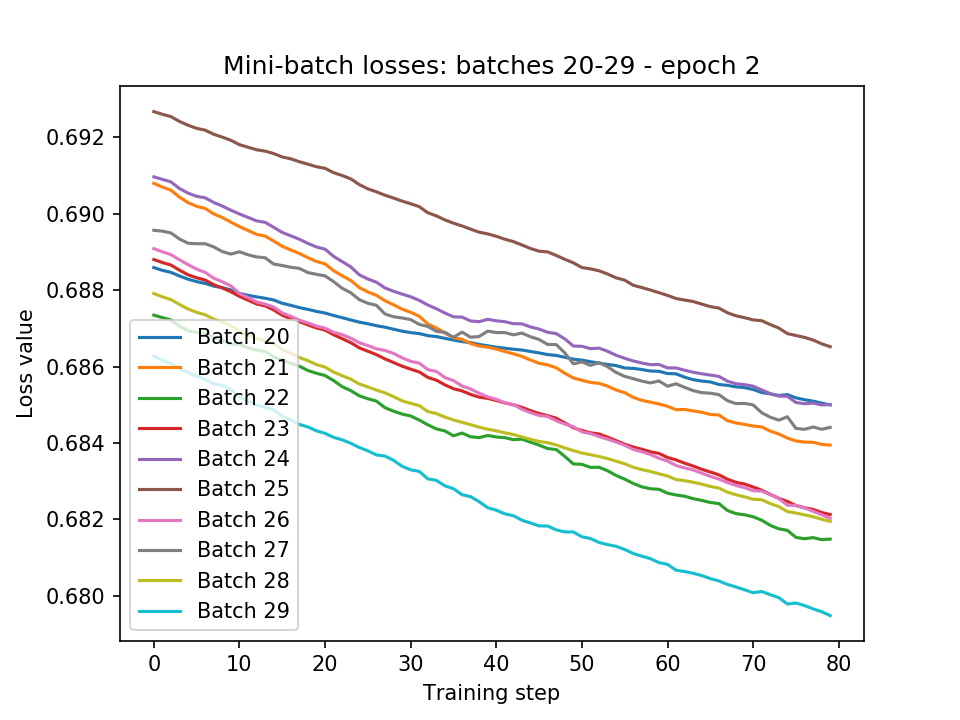 Mini-batch losses: batches 20-29 - epoch 2
Loss value
0.692
0.690
0.688
0.686
0.684
0.682
0.680
Batch 20
Batch 21
Batch 22
Batch 23
Batch 24
Batch 25
Batch 26
Batch 27
Batch 28
Batch 29
0 10 20 30 40 50 60 70 80
Training step